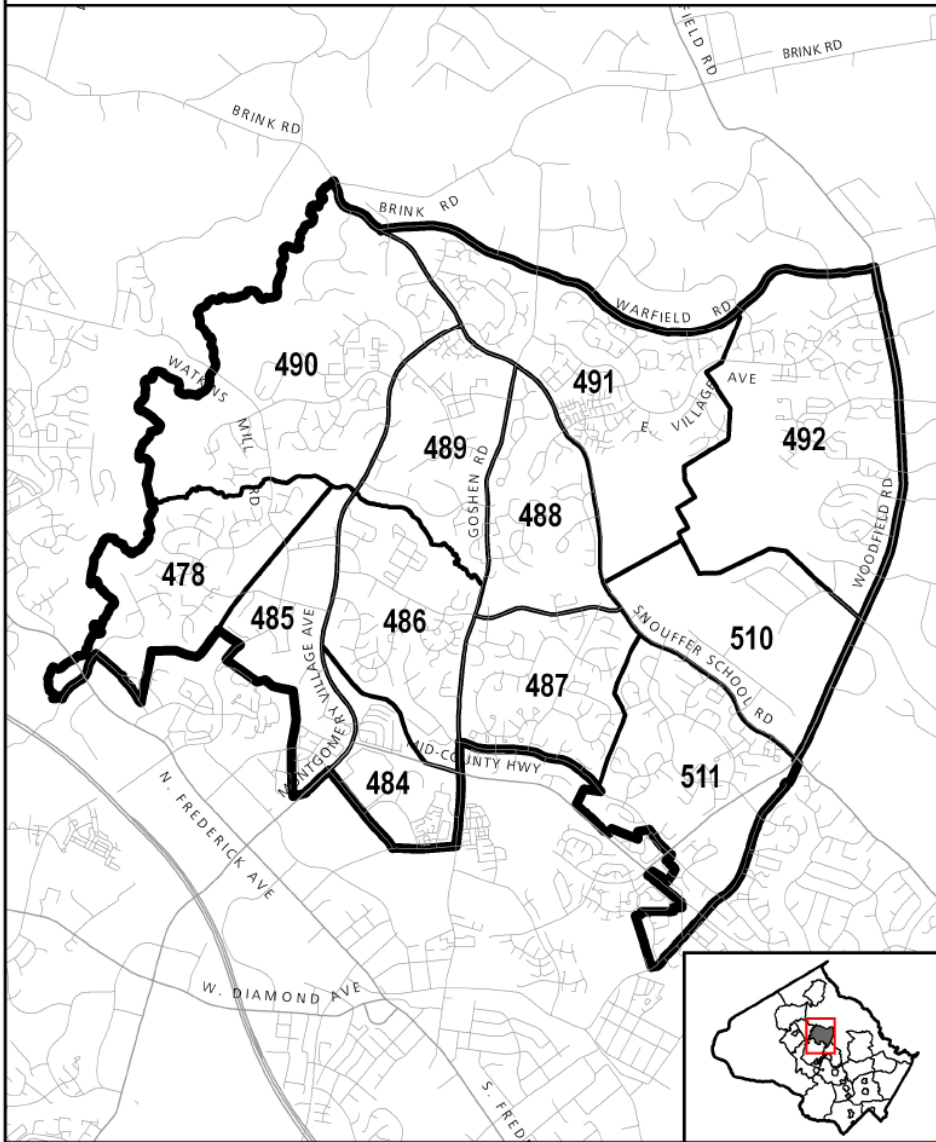 FIELD RD
BRINK RD
BRINK RD
BRINK RD
WARFIELD RD
490
491
E. VILLAGE AVE
492
WATKINS MILL RD
489
GOSHEN RD
488
WOODFIELD RD
478
485
486
MONTGOMERY VILLAGE AVE
487
SNOUFFER SCHOOL RD
510
511
MID-COUNTY HWY
484
N. FREDERICK AVE
W. DIAMOND AVE
S. FRED